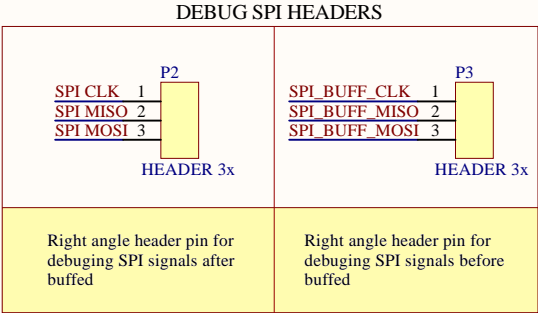 DEBUG SPI HEADERS
P2
SPI CLK 1
SPI MISO 2
SPI MOSI 3
HEADER 3x
P3
SPI_BUFF_CLK 1
SPI_BUFF_MISO 2
SPI_BUFF_MOSI 3
HEADER 3x
Right angle header pin for
debuging SPI signals after
buffed
Right angle header pin for
debuging SPI signals before
buffed